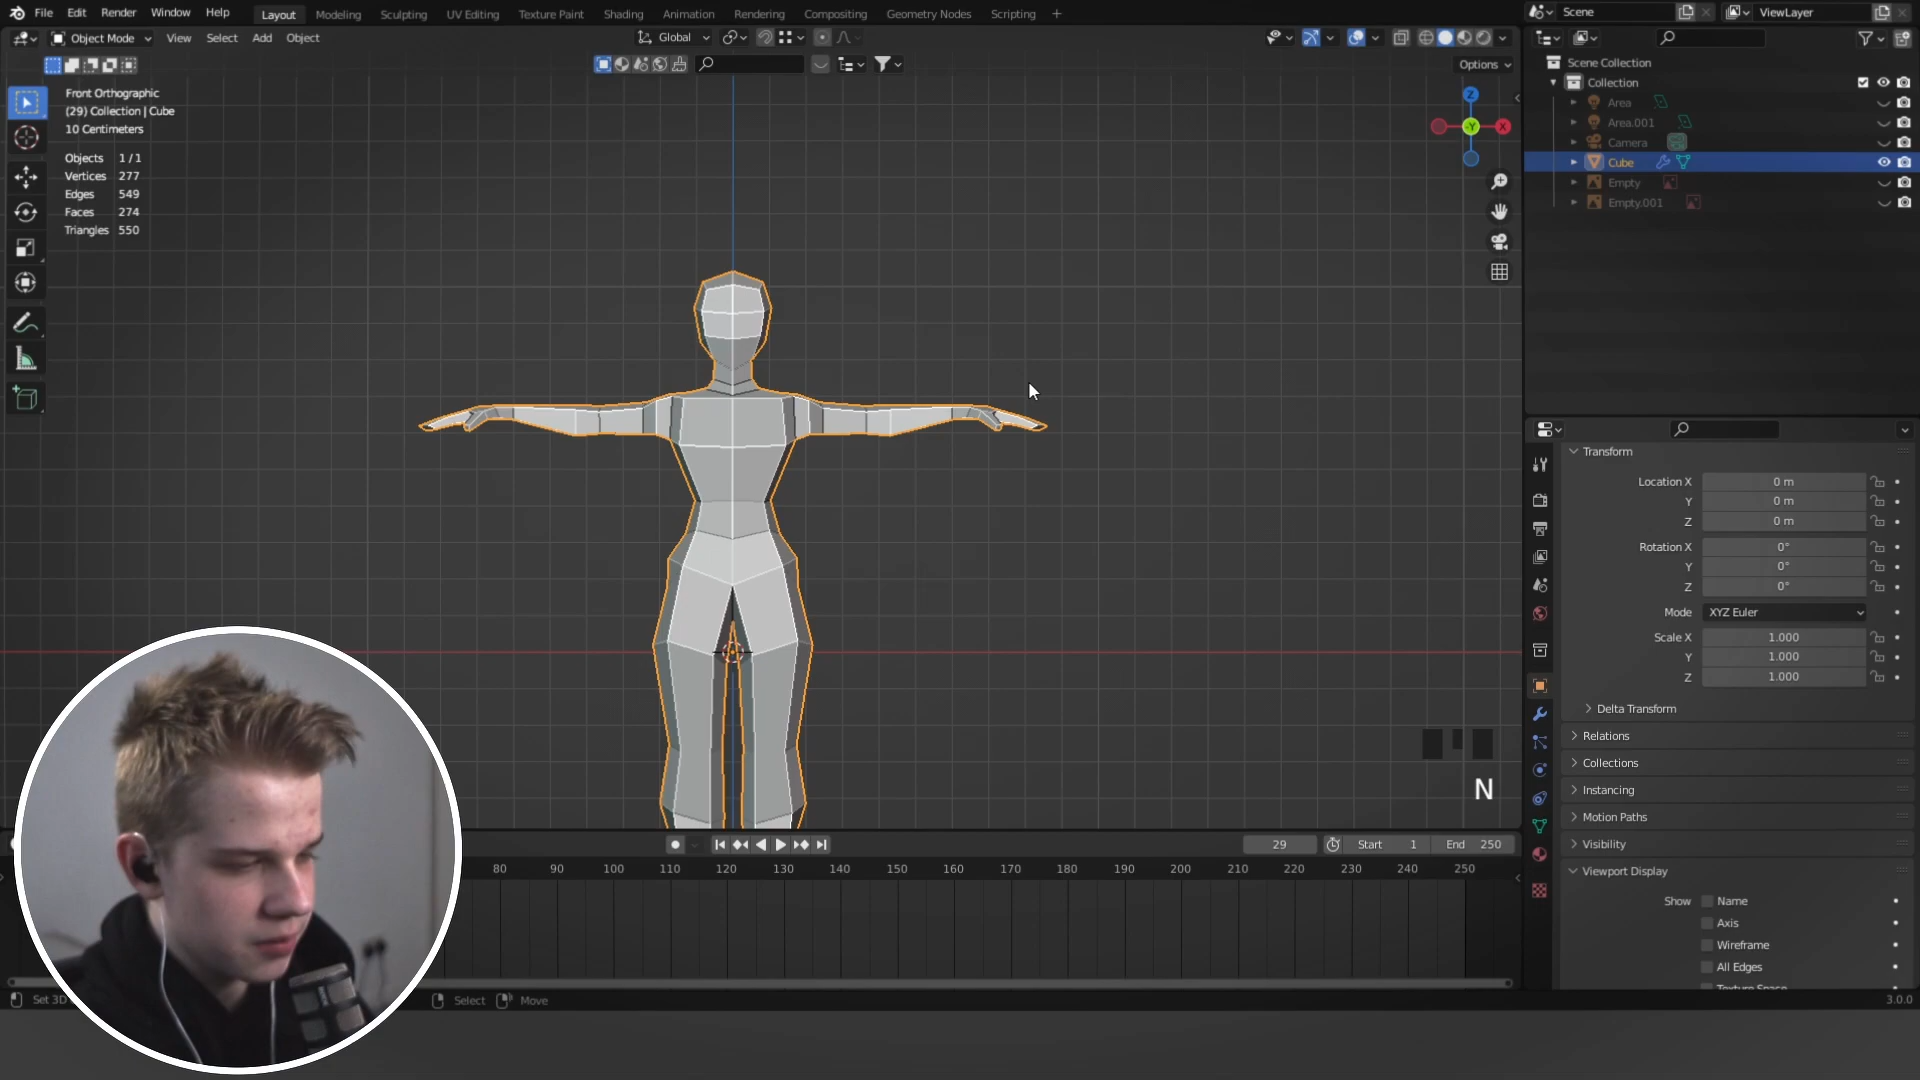 File Edit Render Window Help Layout Modeling Sculpting UV Editing Texture Paint Shading Animation Rendering Compositing Geometry Nodes Scripting + Scene ViewLayer
Object Mode View Select Add Object Global
Options
Front Orthographic
(29) Collection | Cube
10 Centimeters
Objects 1/1
Vertices 277
Edges 549
Faces 274
Triangles 550
Z
-Y
X
N
Scene Collection
Collection
Area
Area.001
Camera
Cube
Empty
Empty.001
Transform
Location X 0 m
Y 0 m
Z 0 m
Rotation X 0°
Y 0°
Z 0°
Mode XYZ Euler
Scale X 1.000
Y 1.000
Z 1.000
Delta Transform
Relations
Collections
Instancing
Motion Paths
Visibility
Viewport Display
Show Name
Axis
Wireframe
All Edges
Texture Space
29 Start 1 End 250
80 90 100 110 120 130 140 150 160 170 180 190 200 210 220 230 240 250
Set 3D Select Move
3.0.0